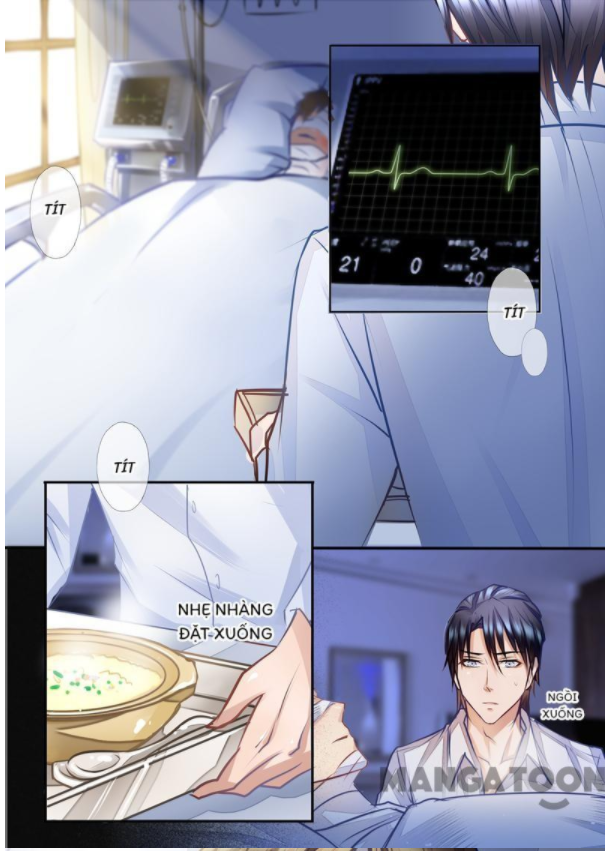 TÍT
21
0
24
40
TÍT
TÍT
NHẸ NHÀNG
ĐẶT XUỐNG
NGỒI
XUỐNG
MANGATOON